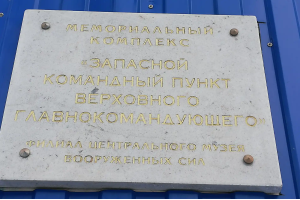 МЕМОРИАЛЬНЫЙ
КОМПЛЕКС
«ЗАПАСНОЙ
КОМАНДНЫЙ ПУНКТ
ВЕРХОВНОГО
ГЛАВНОКОМАНДУЮЩЕГО»
ФИЛИАЛ ЦЕНТРАЛЬНОГО МУЗЕЯ
ВООРУЖЕННЫХ СИЛ